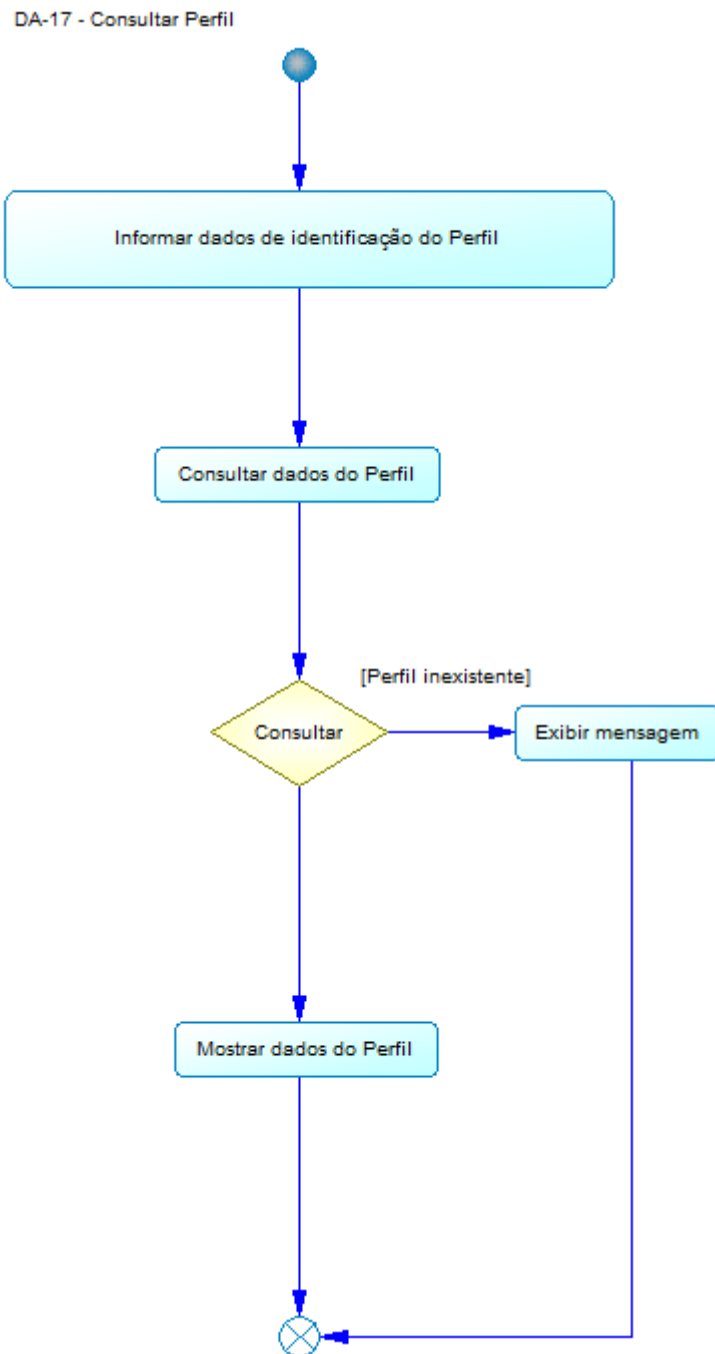 DA-17 - Consultar Perfil
Informar dados de identificação do Perfil
Consultar dados do Perfil
[Perfil inexistente]
Consultar
Exibir mensagem
Mostrar dados do Perfil